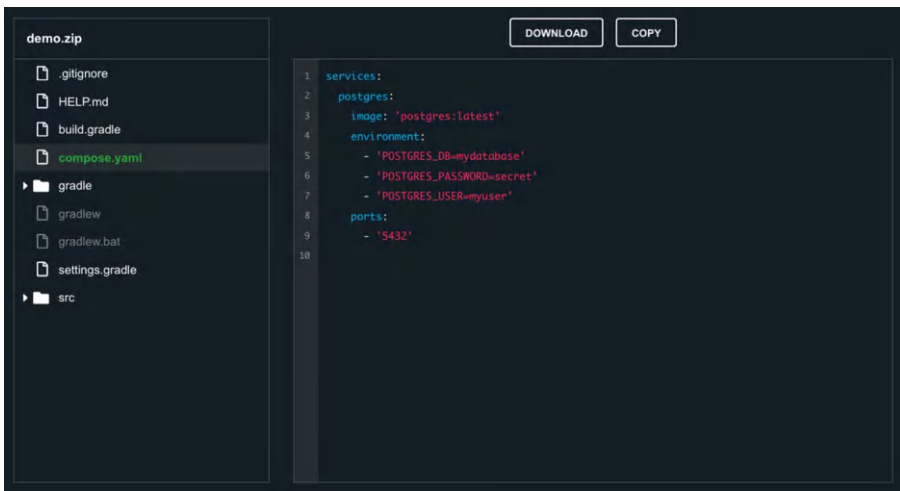 demo.zip
DOWNLOAD
COPY
.gitignore
HELP.md
build.gradle
compose.yaml
gradle
gradlew
gradlew.bat
settings.gradle
src
1 services:
2 postgres:
3 image: 'postgres:latest'
4 environment:
5 - 'POSTGRES_DB=mydatabase'
6 - 'POSTGRES_PASSWORD=secret'
7 - 'POSTGRES_USER=myuser'
8 ports:
9 - '5432'
10